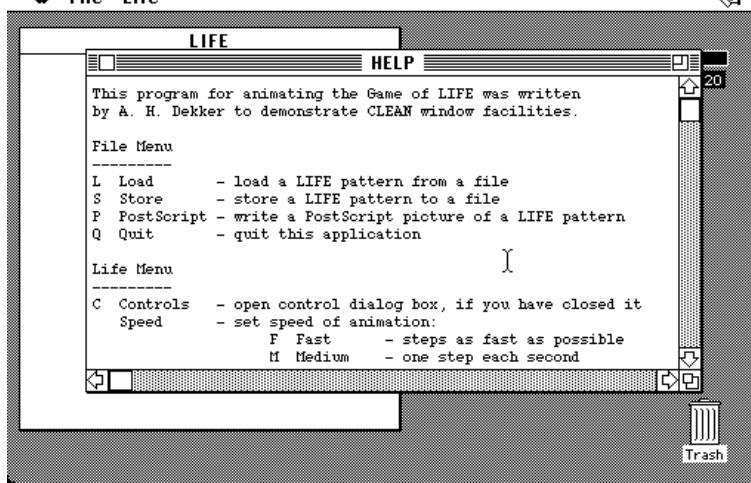 File Life
LIFE
HELP
20
This program for animating the Game of LIFE was written
by A. H. Dekker to demonstrate CLEAN window facilities.
File Menu
---------
L Load - load a LIFE pattern from a file
S Store - store a LIFE pattern to a file
P PostScript - write a PostScript picture of a LIFE pattern
Q Quit - quit this application
Life Menu
---------
C Controls - open control dialog box, if you have closed it
Speed - set speed of animation:
F Fast - steps as fast as possible
M Medium - one step each second
Trash